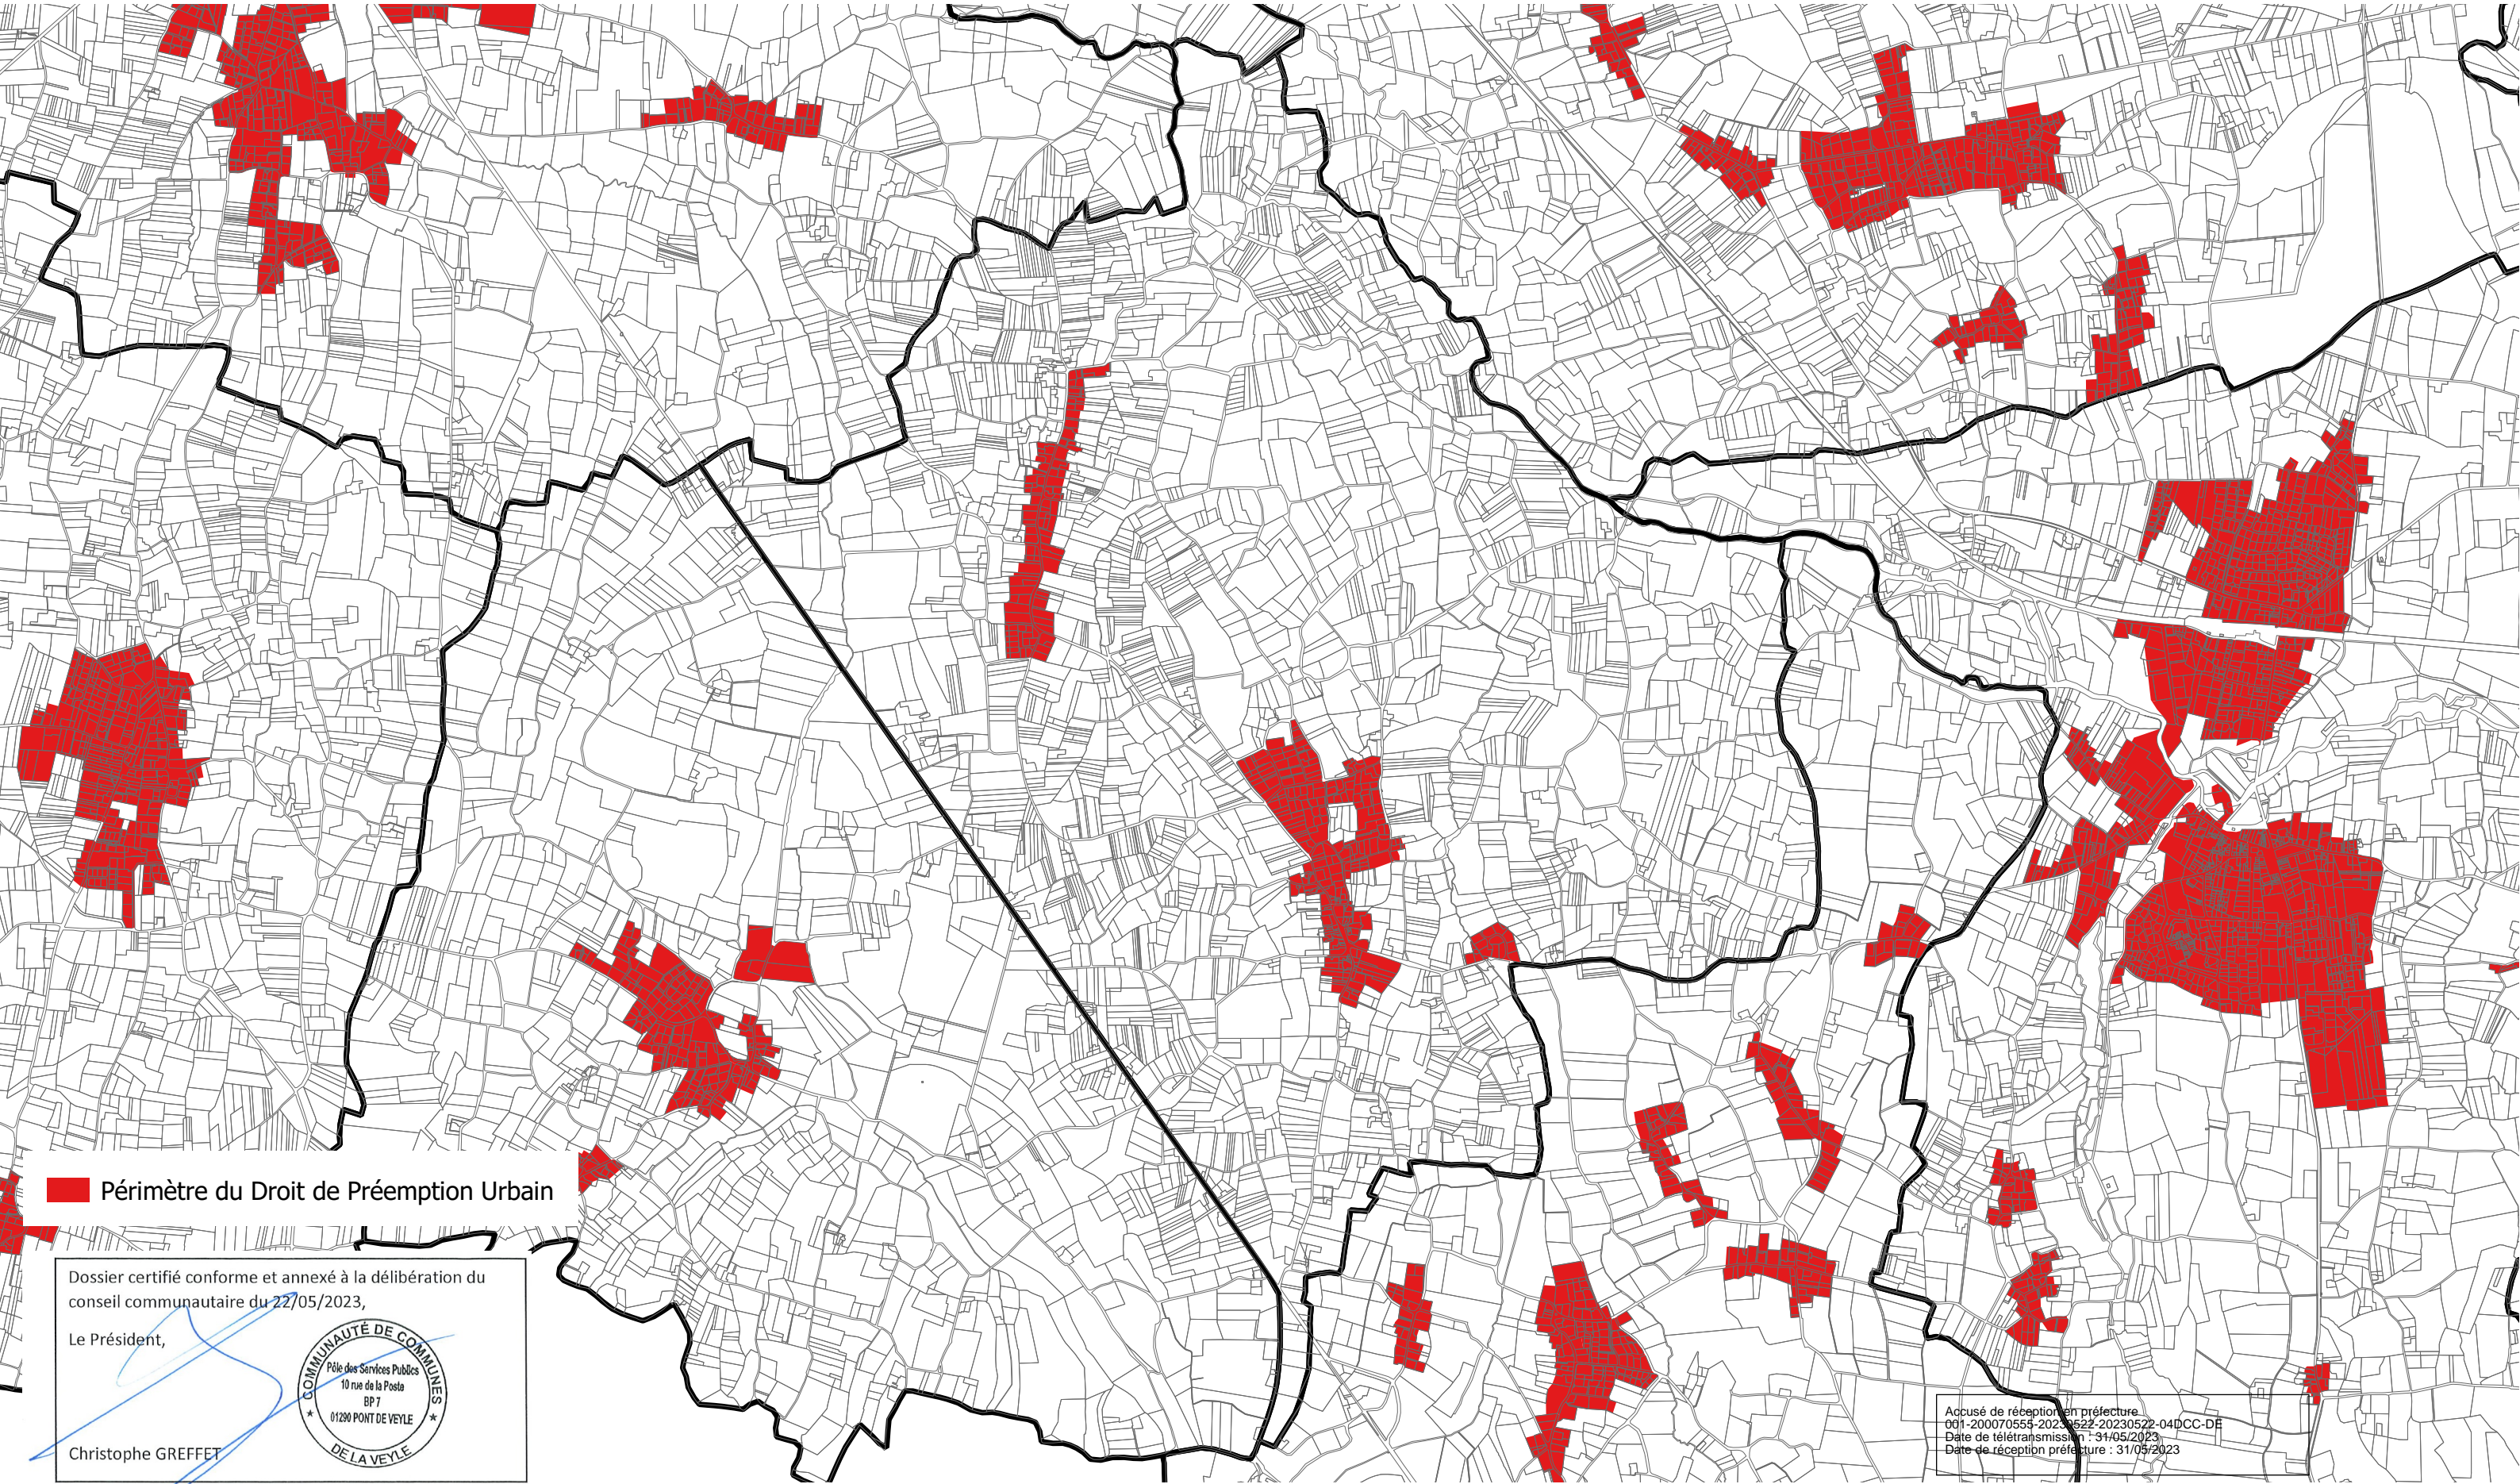 Périmètre du Droit de Préemption Urbain
Dossier certifié conforme et annexé à la délibération du
conseil communautaire du 22/05/2023,
Le Président,
COMMUNAUTÉ DE COMMUNES
Pôle des Services Publics
10 rue de la Poste
BP 7
01290 PONT DE VEYLE
DE LA VEYLE
Christophe GREFFET
Accusé de réception en préfecture
001-200070555-20230522-20230522-04DCC-DE
Date de télétransmission : 31/05/2023
Date de réception préfecture : 31/05/2023